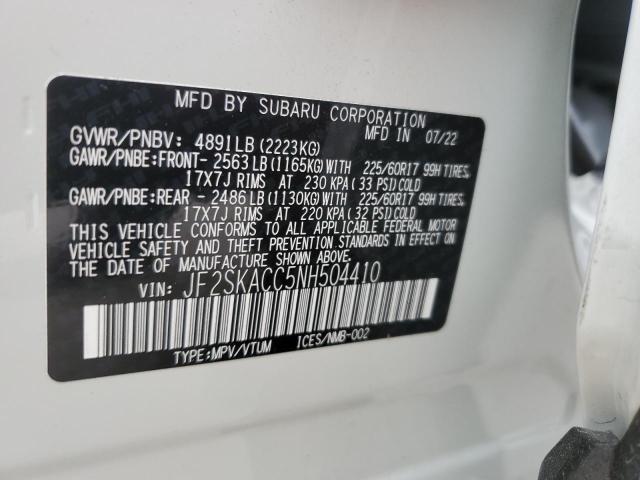 MFD BY SUBARU CORPORATION
MFD IN 07/22
GVWR/PNBV: 4891LB (2223KG)
GAWR/PNBE:FRONT- 2563LB (1165KG)WITH 225/60R17 99H TIRES,
17X7J RIMS AT 230 KPA (33 PSI) COLD
GAWR/PNBE:REAR - 2486LB (1130KG)WITH 225/60R17 99H TIRES,
17X7J RIMS AT 220 KPA (32 PSI) COLD
THIS VEHICLE CONFORMS TO ALL APPLICABLE FEDERAL MOTOR
VEHICLE SAFETY AND THEFT PREVENTION STANDARDS IN EFFECT ON
THE DATE OF MANUFACTURE SHOWN ABOVE.
VIN: JF2SKACC5NH504410
TYPE:MPV/VTUM ICES/NMB-002